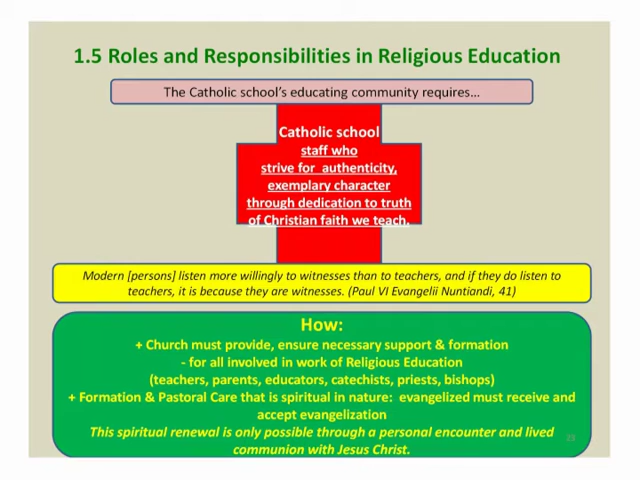 1.5 Roles and Responsibilities in Religious Education
The Catholic school's educating community requires...
Catholic school
staff who
strive for authenticity,
exemplary character
through dedication to truth
of Christian faith we teach.
Modern [persons] listen more willingly to witnesses than to teachers, and if they do listen to
teachers, it is because they are witnesses. (Paul VI Evangelii Nuntiandi, 41)
How:
+ Church must provide, ensure necessary support & formation
- for all involved in work of Religious Education
(teachers, parents, educators, catechists, priests, bishops)
+ Formation & Pastoral Care that is spiritual in nature: evangelized must receive and
accept evangelization
This spiritual renewal is only possible through a personal encounter and lived
communion with Jesus Christ.